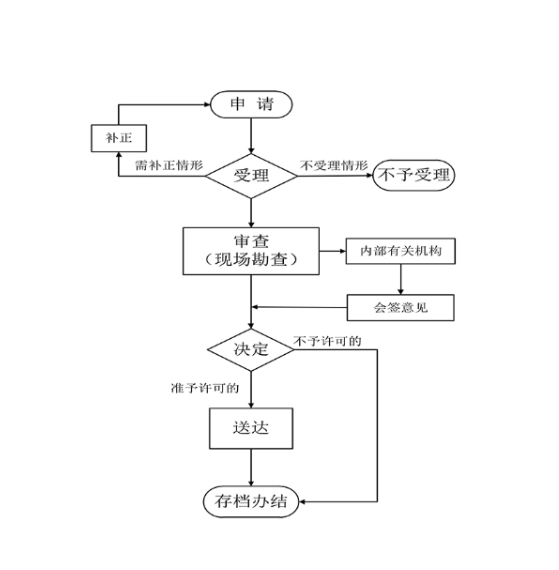 申 请
补正
需补正情形
不受理情形
受理
不予受理
审查
（现场勘查）
内部有关机构
会签意见
决定
不予许可的
准予许可的
送达
存档办结